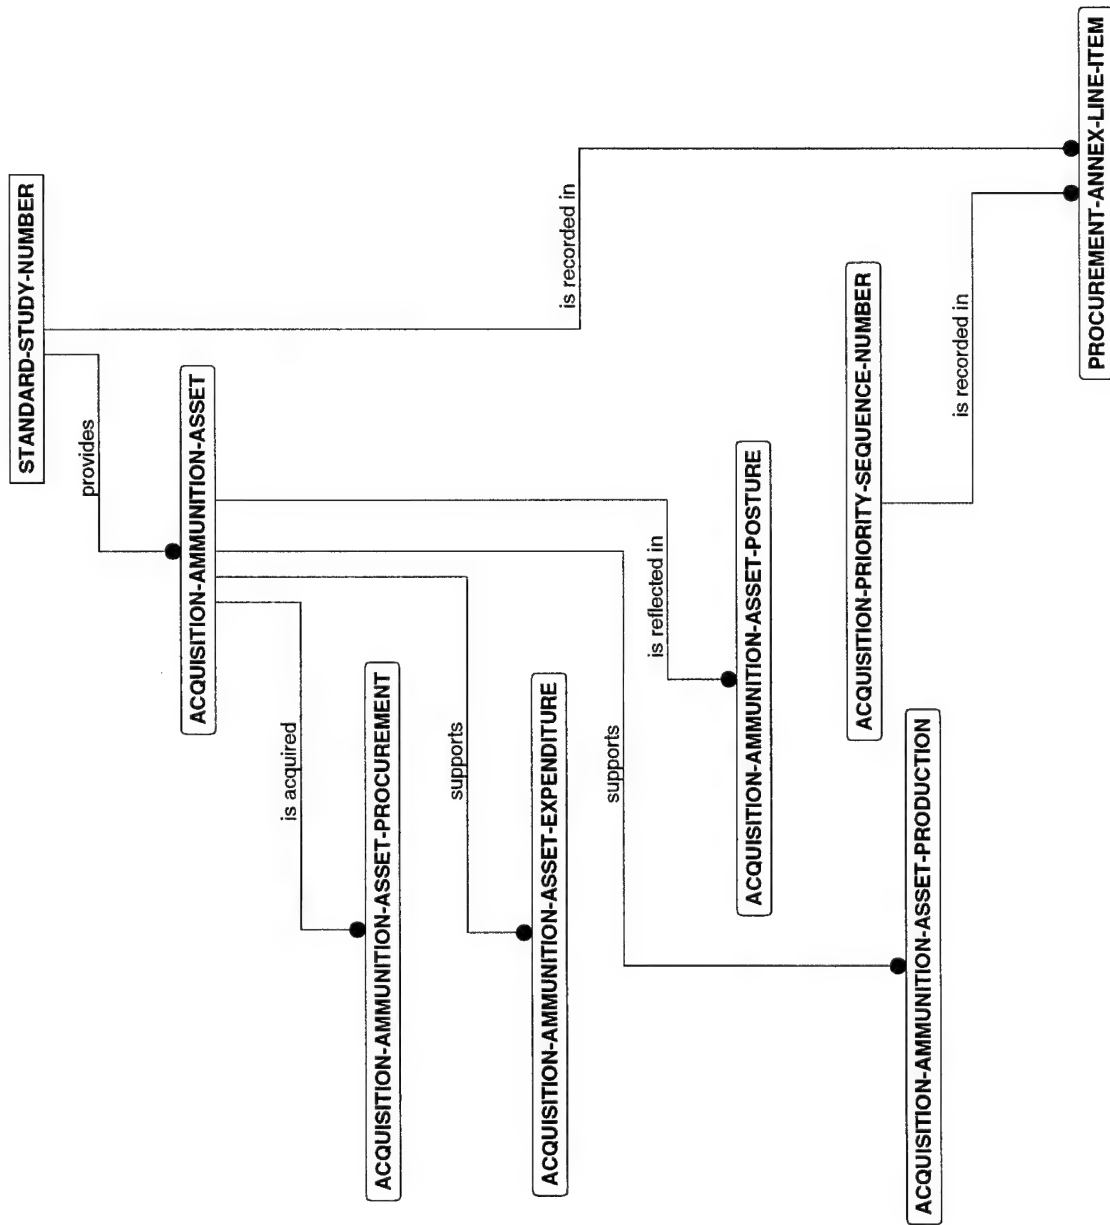 STANDARD-STUDY-NUMBER
provides
ACQUISITION-AMMUNITION-ASSET
is acquired
ACQUISITION-AMMUNITION-ASSET-PROCUREMENT
supports
ACQUISITION-AMMUNITION-ASSET-EXPENDITURE
is recorded in
supports
is reflected in
ACQUISITION-AMMUNITION-ASSET-POSTURE
ACQUISITION-PRIORITY-SEQUENCE-NUMBER
ACQUISITION-AMMUNITION-ASSET-PRODUCTION
is recorded in
PROCUREMENT-ANNEX-LINE-ITEM